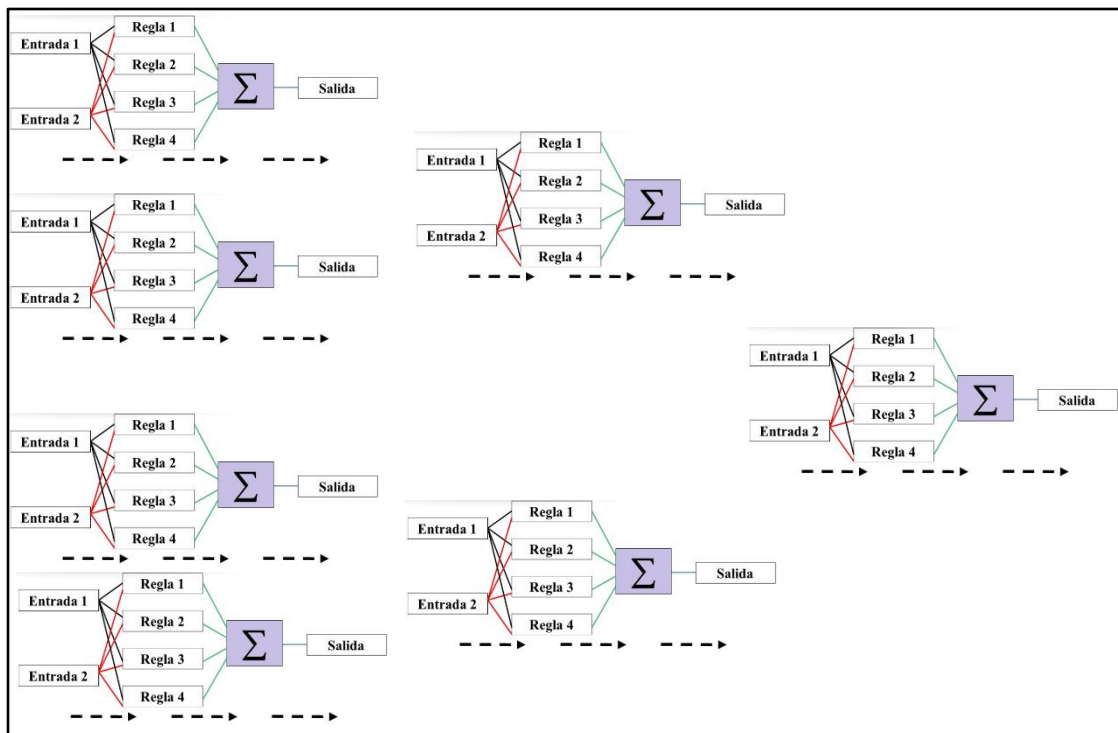 Regla 1
Entrada 1
Regla 2
Σ
Salida
Regla 3
Entrada 2
Regla 4
Regla 1
Entrada 1
Regla 2
Σ
Salida
Regla 3
Entrada 2
Regla 4
Regla 1
Entrada 1
Regla 2
Σ
Salida
Regla 3
Entrada 2
Regla 4
Regla 1
Entrada 1
Regla 2
Σ
Salida
Regla 3
Entrada 2
Regla 4
Regla 1
Entrada 1
Regla 2
Σ
Salida
Regla 3
Entrada 2
Regla 4
Regla 1
Entrada 1
Regla 2
Σ
Salida
Regla 3
Entrada 2
Regla 4
Regla 1
Entrada 1
Regla 2
Σ
Salida
Regla 3
Entrada 2
Regla 4